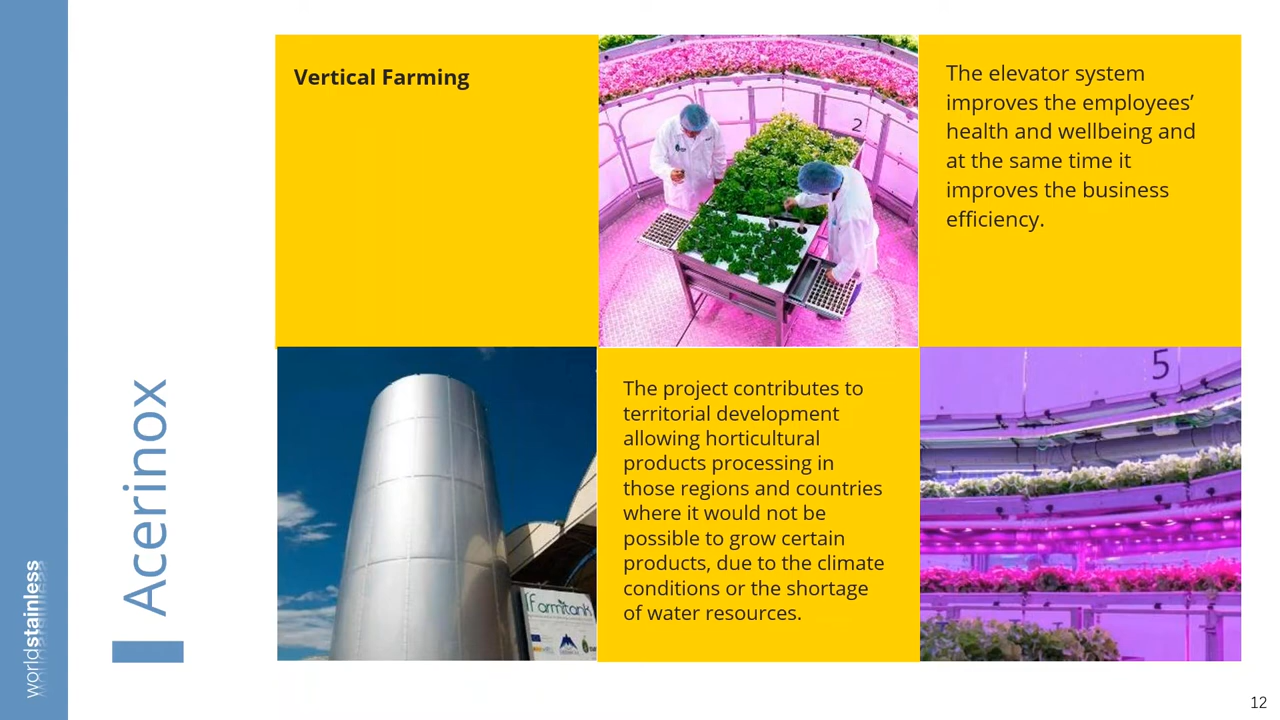 worldstainless
Acerinox
Vertical Farming
2
The elevator system
improves the employees’
health and wellbeing and
at the same time it
improves the business
efficiency.
Farmitank
The project contributes to
territorial development
allowing horticultural
products processing in
those regions and countries
where it would not be
possible to grow certain
products, due to the climate
conditions or the shortage
of water resources.
5
12